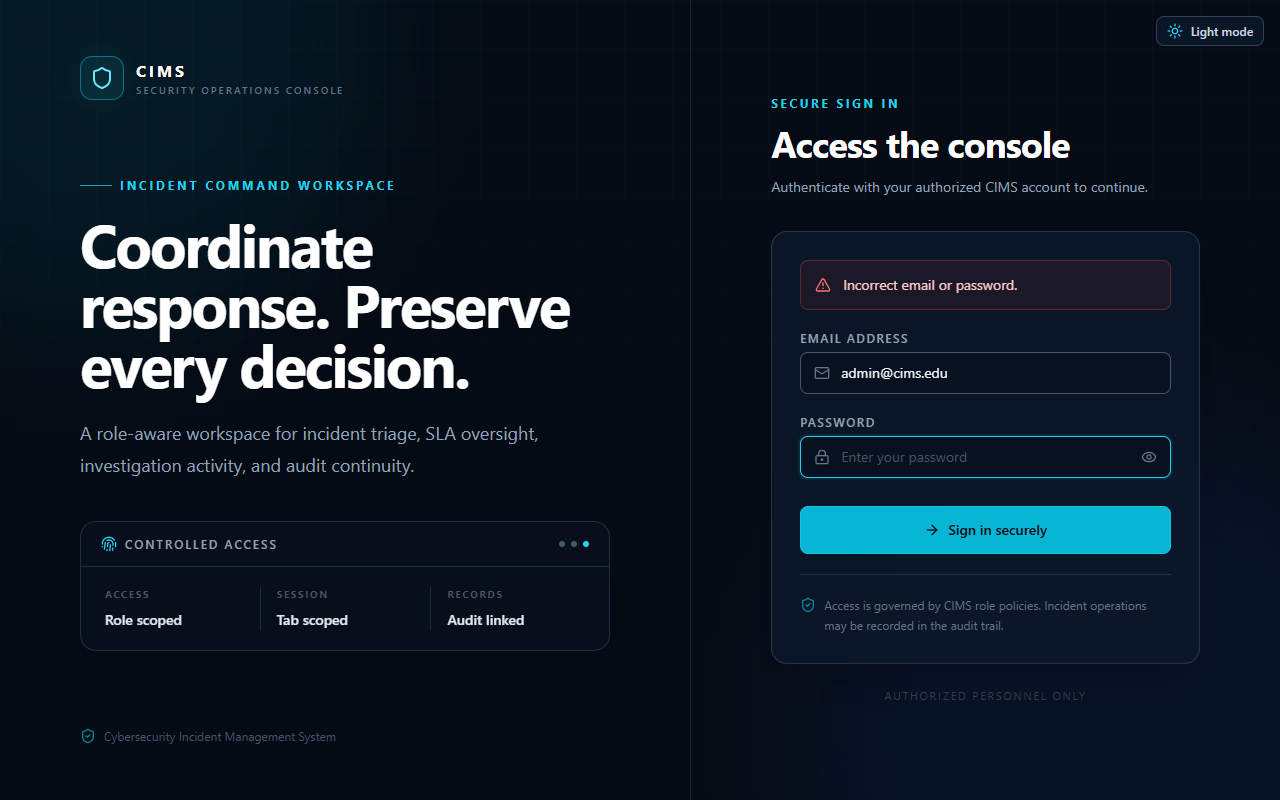 CIMS
SECURITY OPERATIONS CONSOLE
INCIDENT COMMAND WORKSPACE
Coordinate
response. Preserve
every decision.
A role-aware workspace for incident triage, SLA oversight,
investigation activity, and audit continuity.
CONTROLLED ACCESS
ACCESS
Role scoped
SESSION
Tab scoped
RECORDS
Audit linked
Cybersecurity Incident Management System
Light mode
SECURE SIGN IN
Access the console
Authenticate with your authorized CIMS account to continue.
Incorrect email or password.
EMAIL ADDRESS
admin@cims.edu
PASSWORD
Enter your password
Sign in securely
Access is governed by CIMS role policies. Incident operations
may be recorded in the audit trail.
AUTHORIZED PERSONNEL ONLY